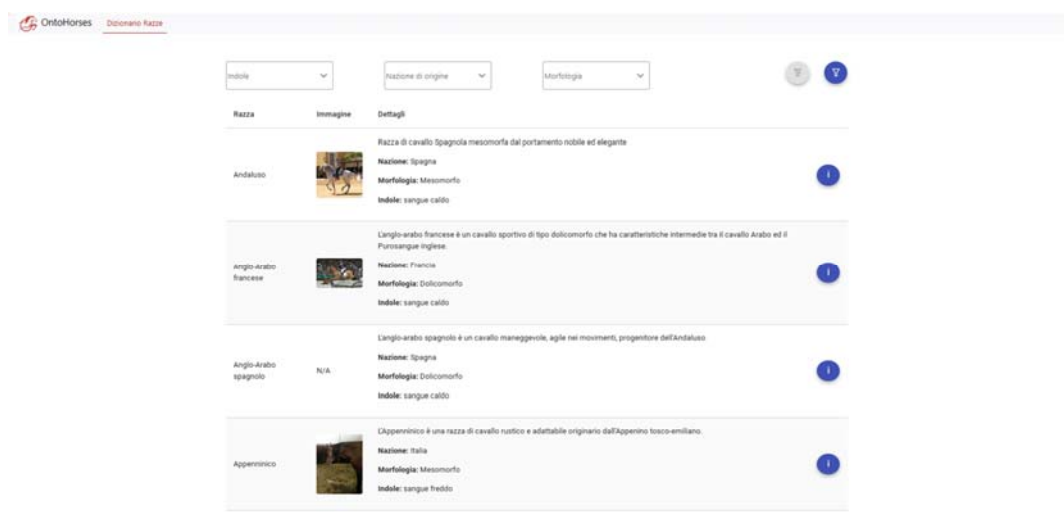 OntoHorses Dizionario Razze
Indole Nazione di origine Morfologia
Razza Immagine Dettagli
Andaluso
Razza di cavallo Spagnola mesomorfa dal portamento nobile ed elegante
Nazione: Spagna
Morfologia: Mesomorfo
Indole: sangue caldo
i
Anglo-Arabo
francese
L'anglo-arabo francese è un cavallo sportivo di tipo dolicomorfo che ha caratteristiche intermedie tra il cavallo Arabo ed il
Purosangue inglese.
Nazione: Francia
Morfologia: Dolicomorfo
Indole: sangue caldo
i
Anglo-Arabo
spagnolo
N/A
L'anglo-arabo spagnolo è un cavallo maneggevole, agile nei movimenti, progenitore dell'Andaluso
Nazione: Spagna
Morfologia: Dolicomorfo
Indole: sangue caldo
i
Appenninico
L'Appenninico è una razza di cavallo rustico e adattabile originario dall'Appenino tosco-emiliano.
Nazione: Italia
Morfologia: Mesomorfo
Indole: sangue freddo
i